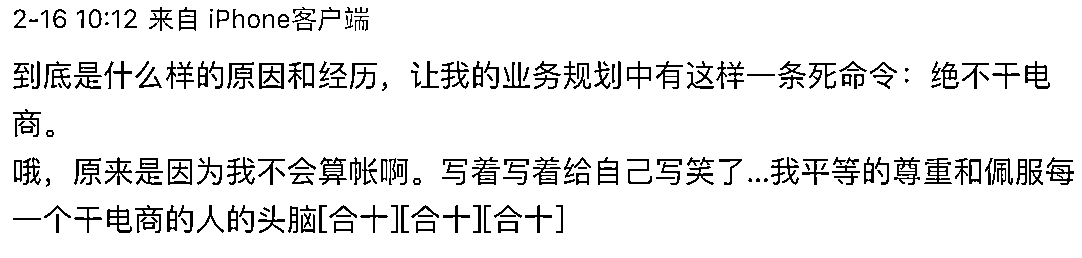 2-16 10:12 来自 iPhone客户端
到底是什么样的原因和经历，让我的业务规划中有这样一条死命令：绝不干电
商。
哦，原来是因为我不会算帐啊。写着写着给自己写笑了...我平等的尊重和佩服每
一个干电商的人的头脑[合十][合十][合十]